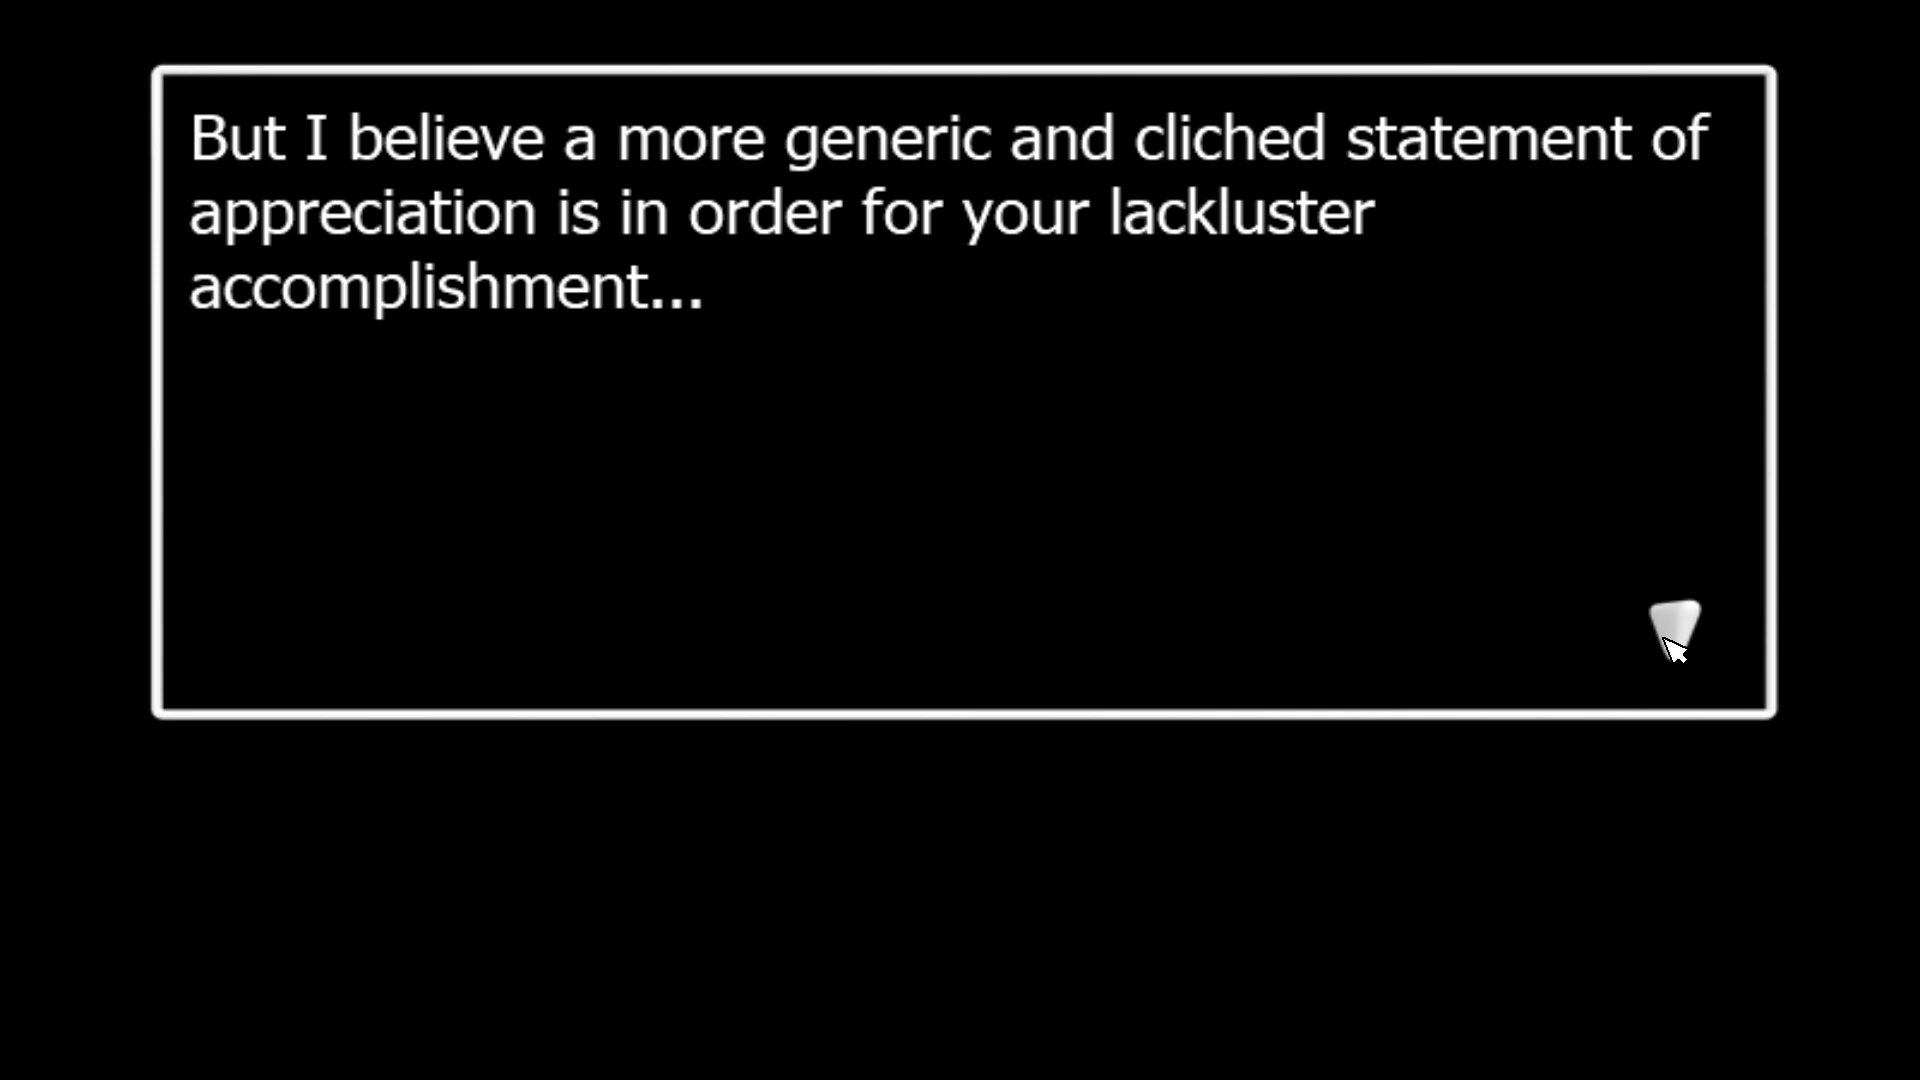 But I believe a more generic and cliched statement of
appreciation is in order for your lackluster
accomplishment...